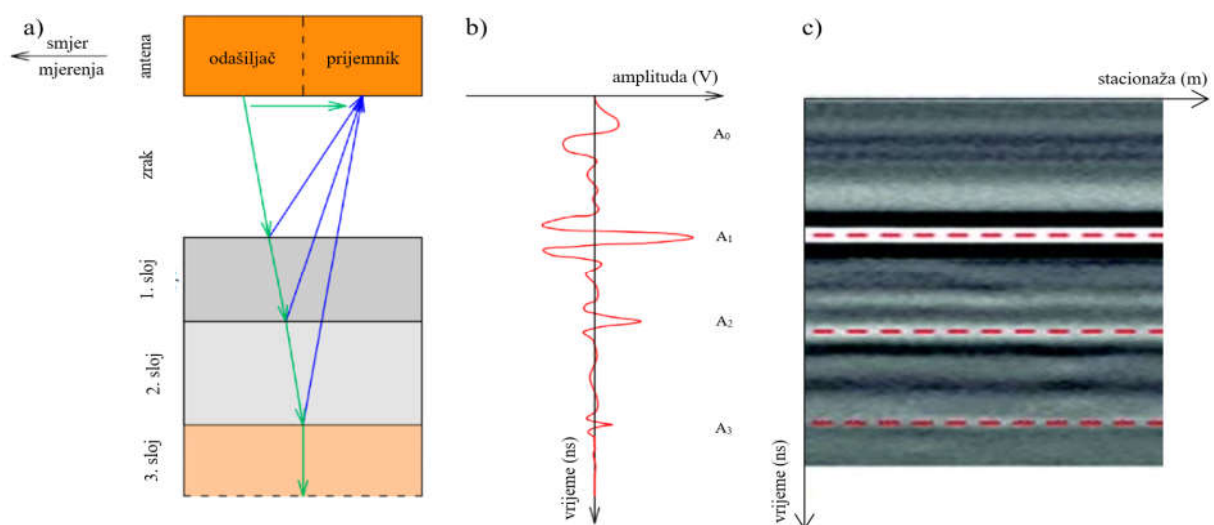 a)
smjer
mjerenja
antena
odašiljač
prijemnik
zrak
1. sloj
2. sloj
3. sloj
b)
amplituda (V)
A0
A1
A2
A3
vrijeme (ns)
c)
stacionaža (m)
vrijeme (ns)